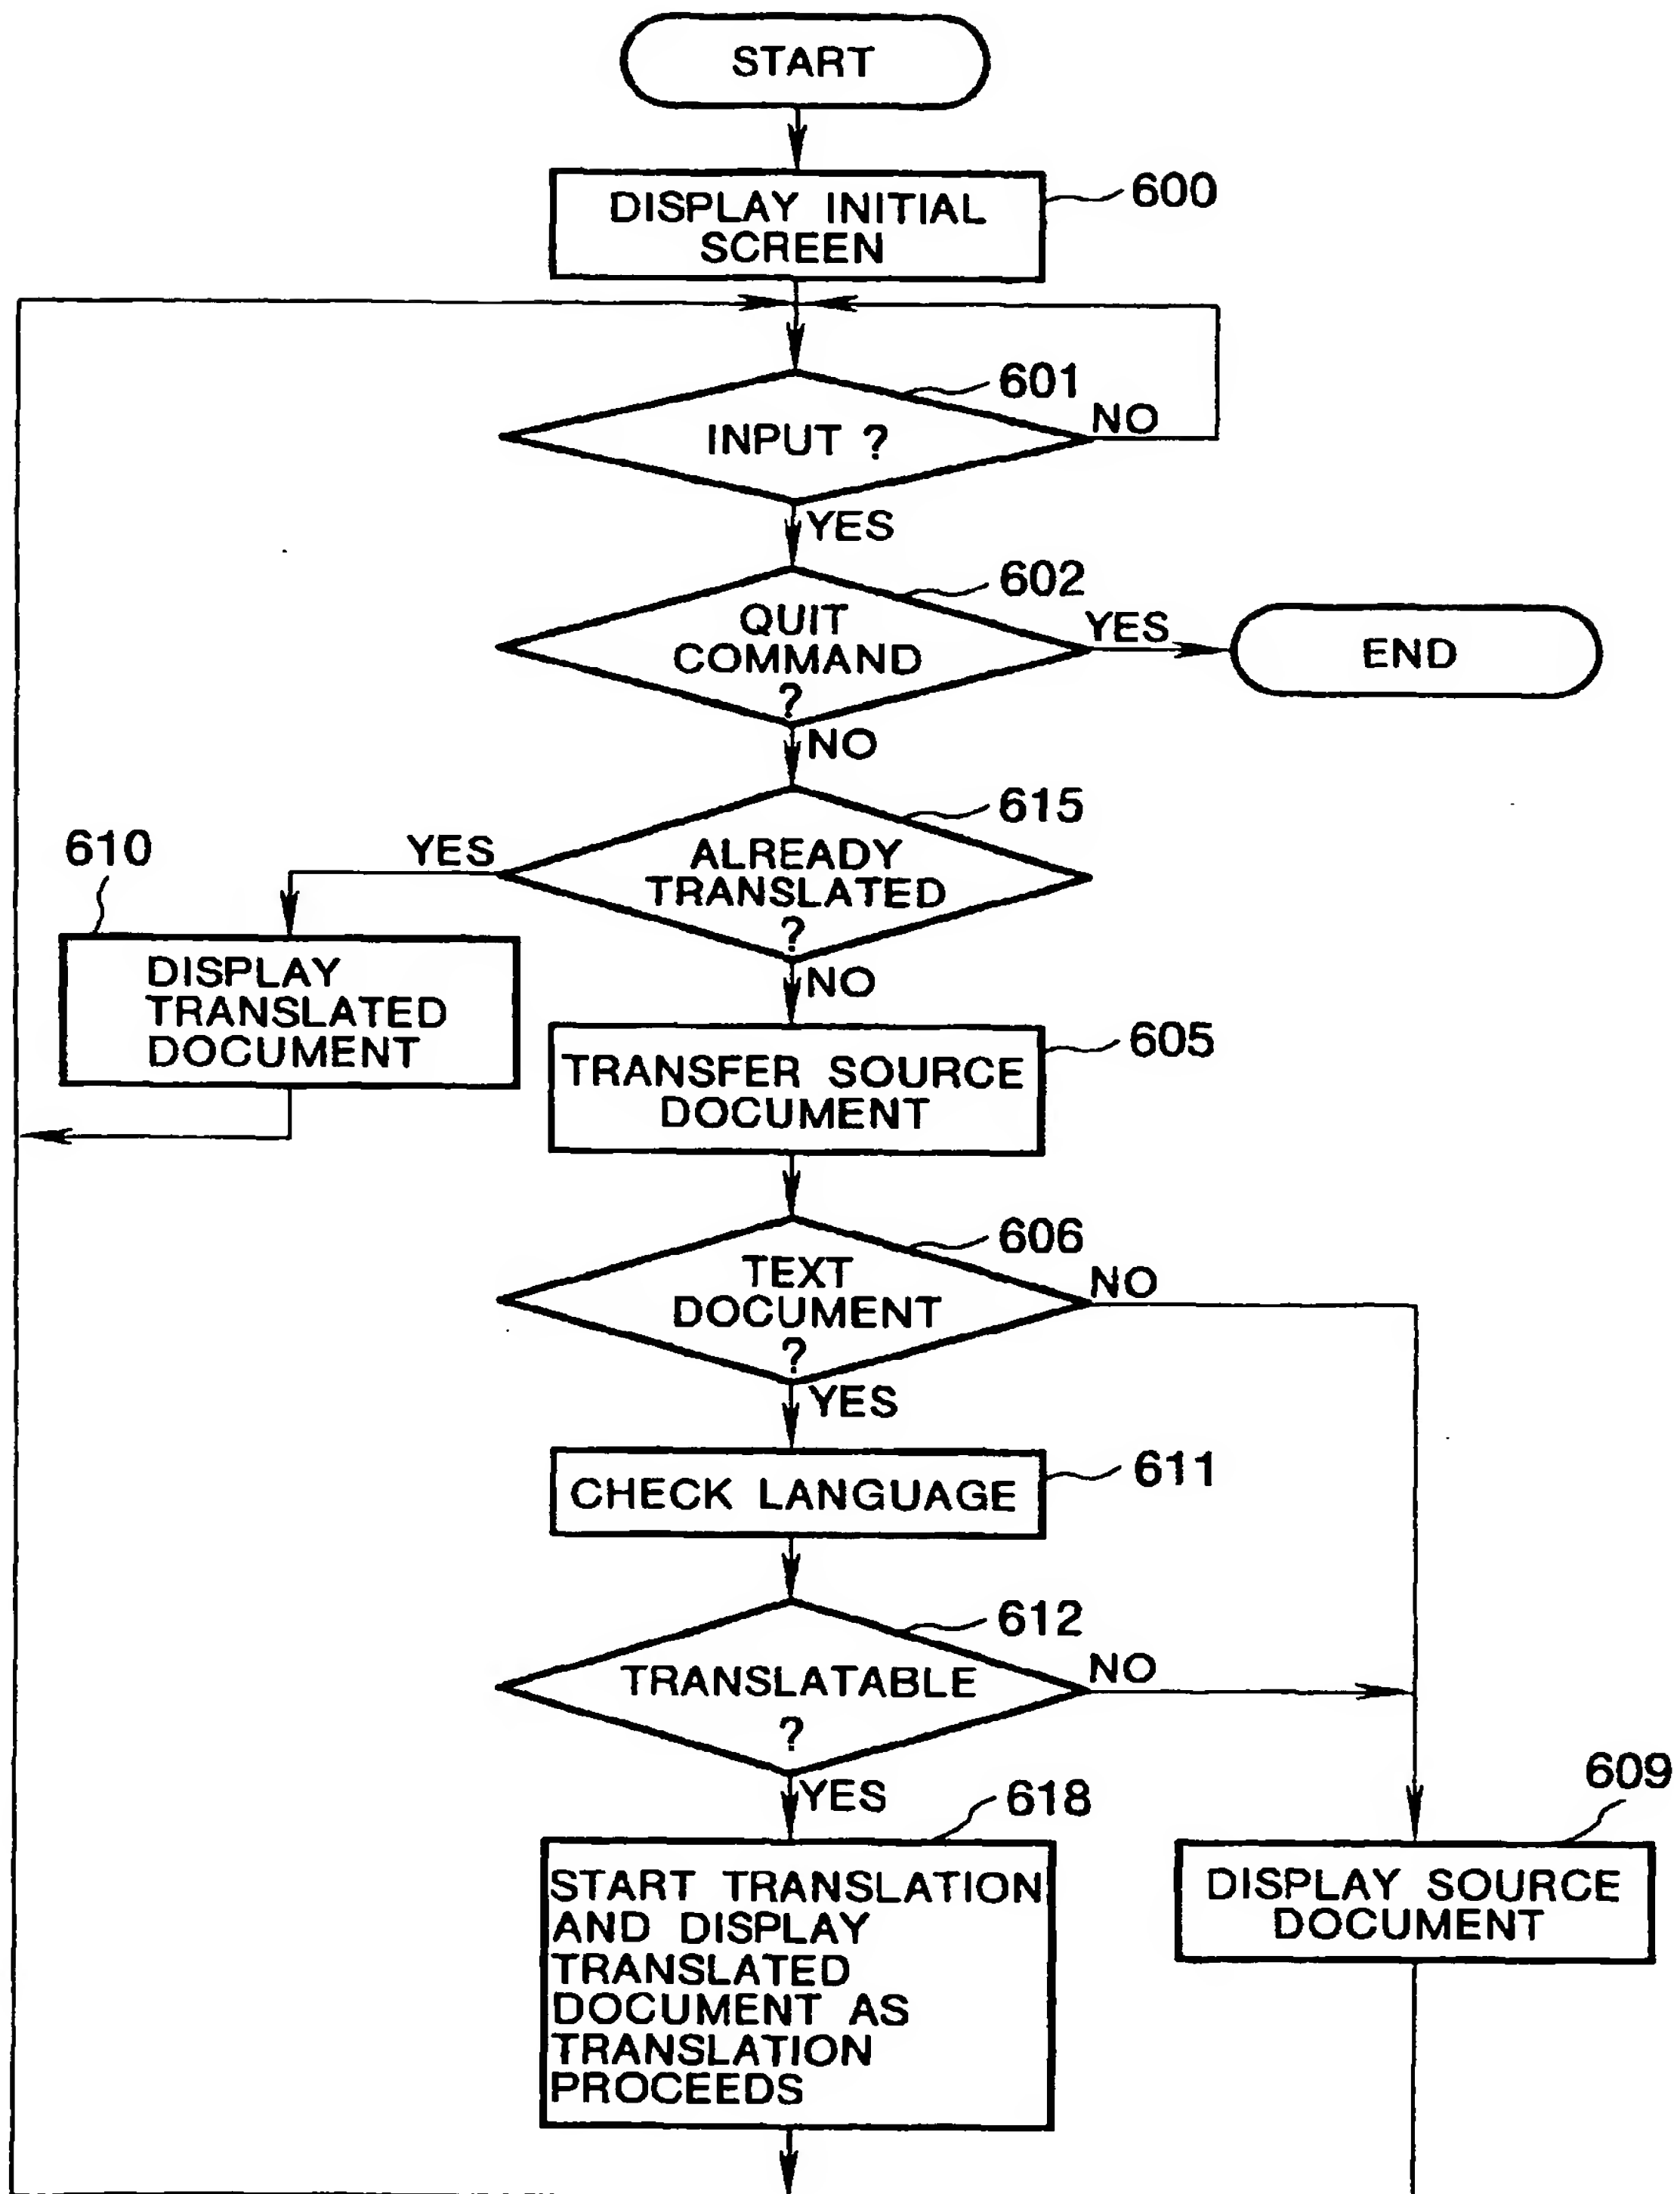 START
600
DISPLAY INITIAL
SCREEN
601
INPUT ?
NO
YES
602
QUIT
COMMAND
?
YES
END
NO
615
ALREADY
TRANSLATED
?
YES
610
DISPLAY
TRANSLATED
DOCUMENT
NO
605
TRANSFER SOURCE
DOCUMENT
606
TEXT
DOCUMENT
?
NO
YES
611
CHECK LANGUAGE
612
TRANSLATABLE
?
NO
YES
618
START TRANSLATION
AND DISPLAY
TRANSLATED
DOCUMENT AS
TRANSLATION
PROCEEDS
609
DISPLAY SOURCE
DOCUMENT